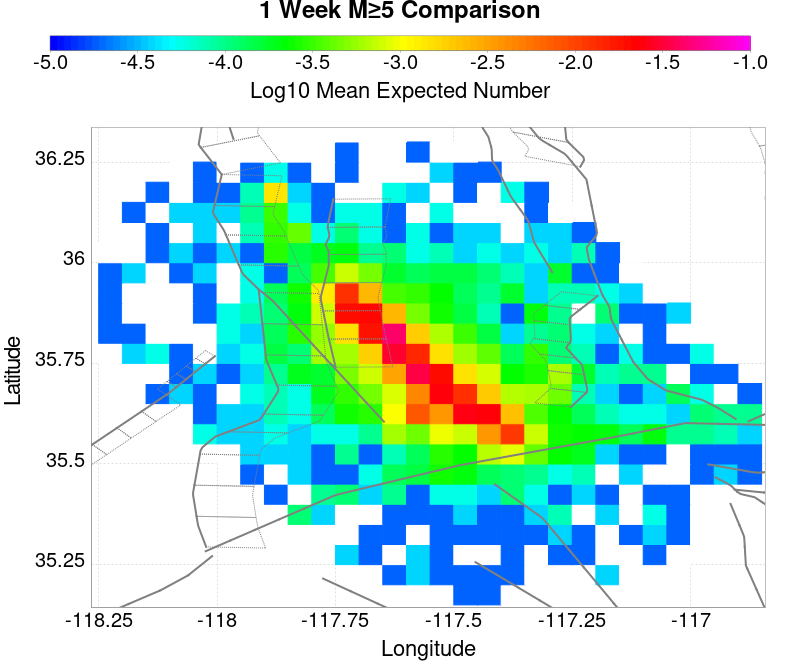 1 Week M≥5 Comparison
-5.0 -4.5 -4.0 -3.5 -3.0 -2.5 -2.0 -1.5 -1.0
Log10 Mean Expected Number
36.25
36
35.75
35.5
35.25
Latitude
-118.25 -118 -117.75 -117.5 -117.25 -117
Longitude